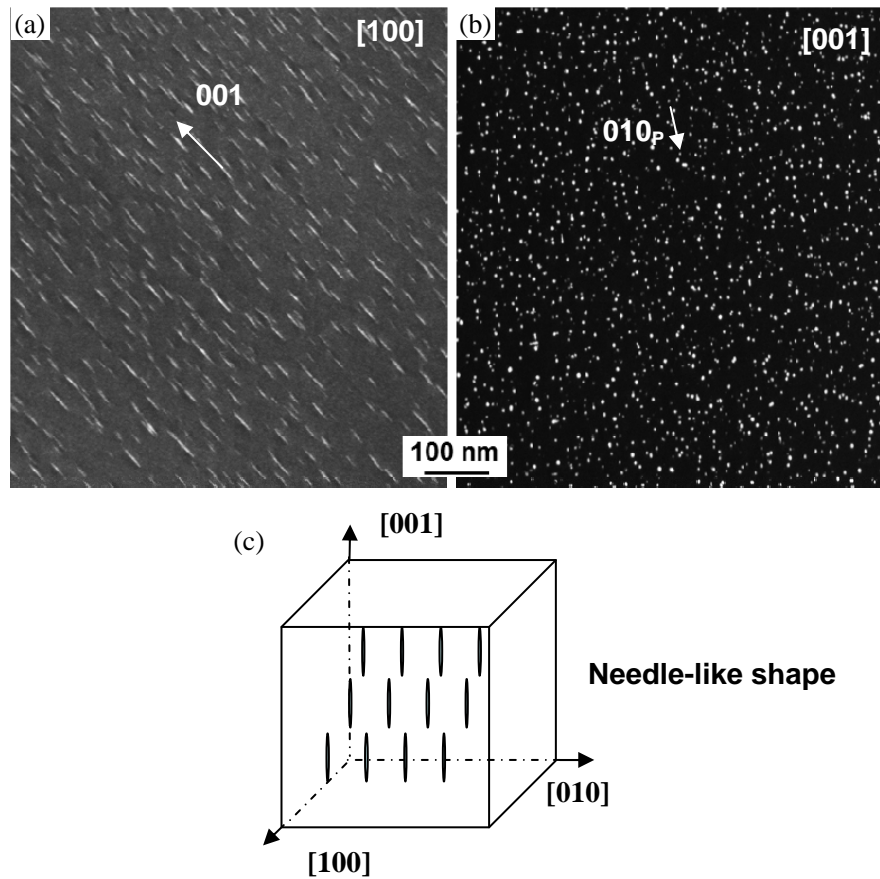 (a)
[100]
001
(b)
[001]
010P
100 nm
(c)
[001]
Needle-like shape
[010]
[100]